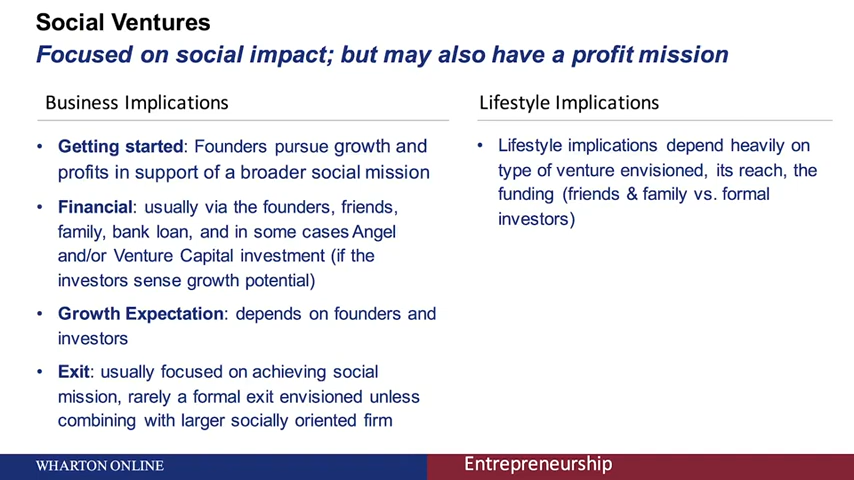 Social Ventures
Focused on social impact; but may also have a profit mission
Business Implications
• Getting started: Founders pursue growth and
profits in support of a broader social mission
• Financial: usually via the founders, friends,
family, bank loan, and in some cases Angel
and/or Venture Capital investment (if the
investors sense growth potential)
• Growth Expectation: depends on founders and
investors
• Exit: usually focused on achieving social
mission, rarely a formal exit envisioned unless
combining with larger socially oriented firm
Lifestyle Implications
• Lifestyle implications depend heavily on
type of venture envisioned, its reach, the
funding (friends & family vs. formal
investors)
WHARTON ONLINE
Entrepreneurship